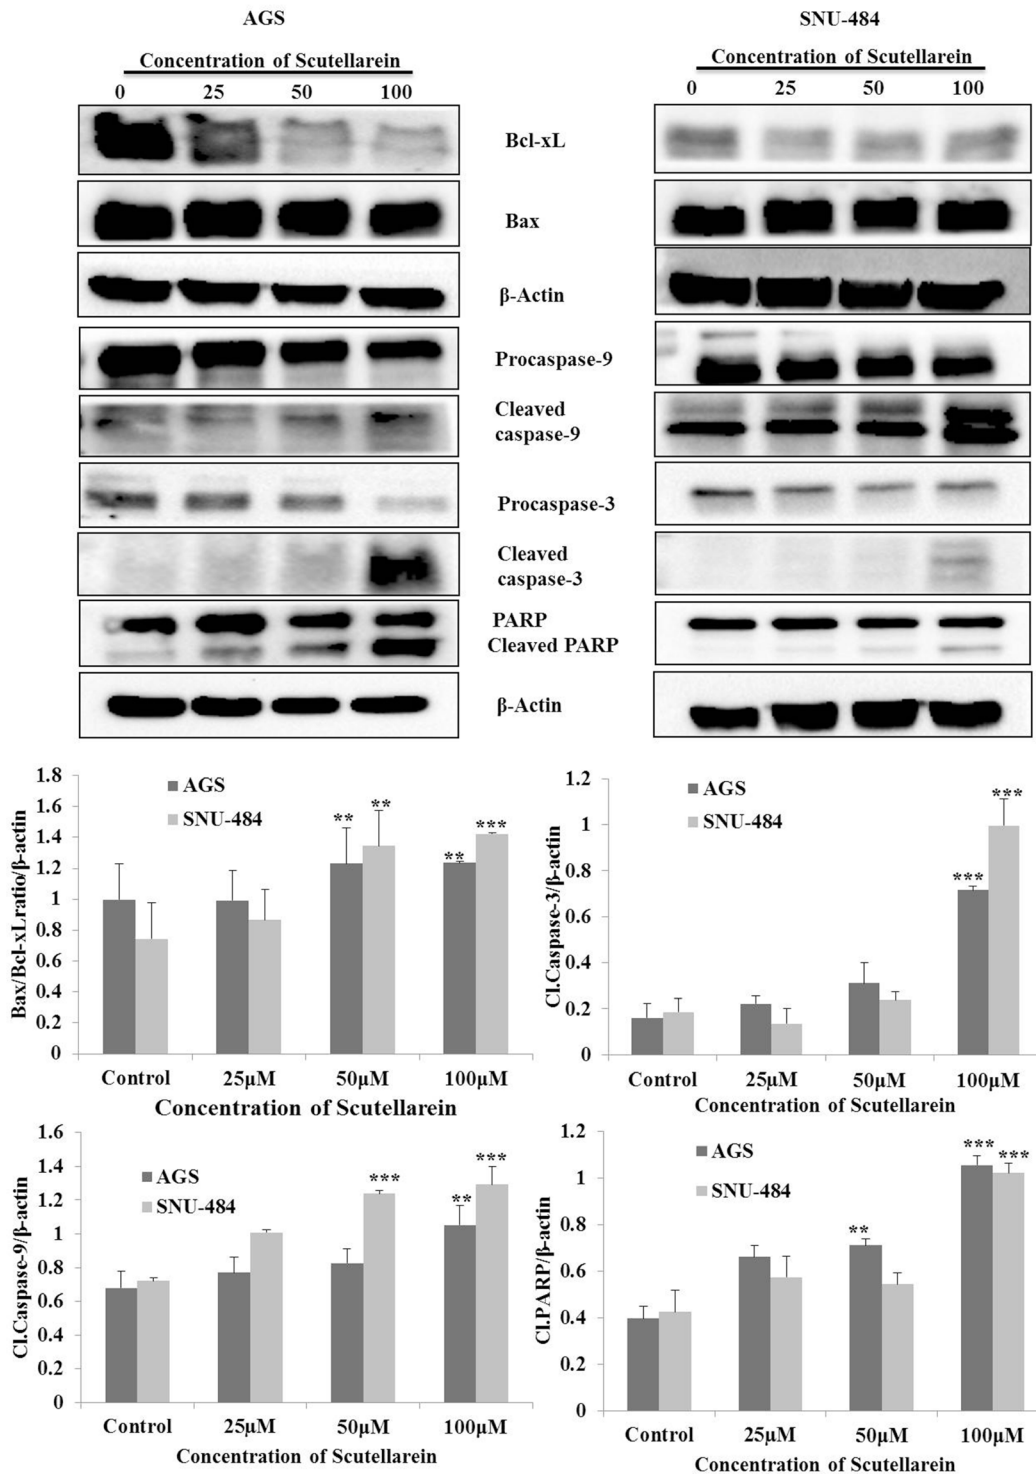 AGS
SNU-484
Concentration of Scutellarein
Concentration of Scutellarein
0 25 50 100
0 25 50 100
Bcl-xL
Bax
β-Actin
Procaspase-9
Cleaved
caspase-9
Procaspase-3
Cleaved
caspase-3
PARP
Cleaved PARP
β-Actin
Bax/Bcl-xLratio/β-actin
1.8
1.6
1.4
1.2
1
0.8
0.6
0.4
0.2
0
AGS
SNU-484
** ** ** ***
Control 25μM 50μM 100μM
Concentration of Scutellarein
Cl.Caspase-3/β-actin
1.2
1
0.8
0.6
0.4
0.2
0
AGS
SNU-484
*** ***
Control 25μM 50μM 100μM
Concentration of Scutellarein
Cl.Caspase-9/β-actin
1.6
1.4
1.2
1
0.8
0.6
0.4
0.2
0
AGS
SNU-484
*** ** ***
Control 25μM 50μM 100μM
Concentration of Scutellarein
Cl.PARP/β-actin
1.2
1
0.8
0.6
0.4
0.2
0
AGS
SNU-484
** *** ***
Control 25μM 50μM 100μM
Concentration of Scutellarein